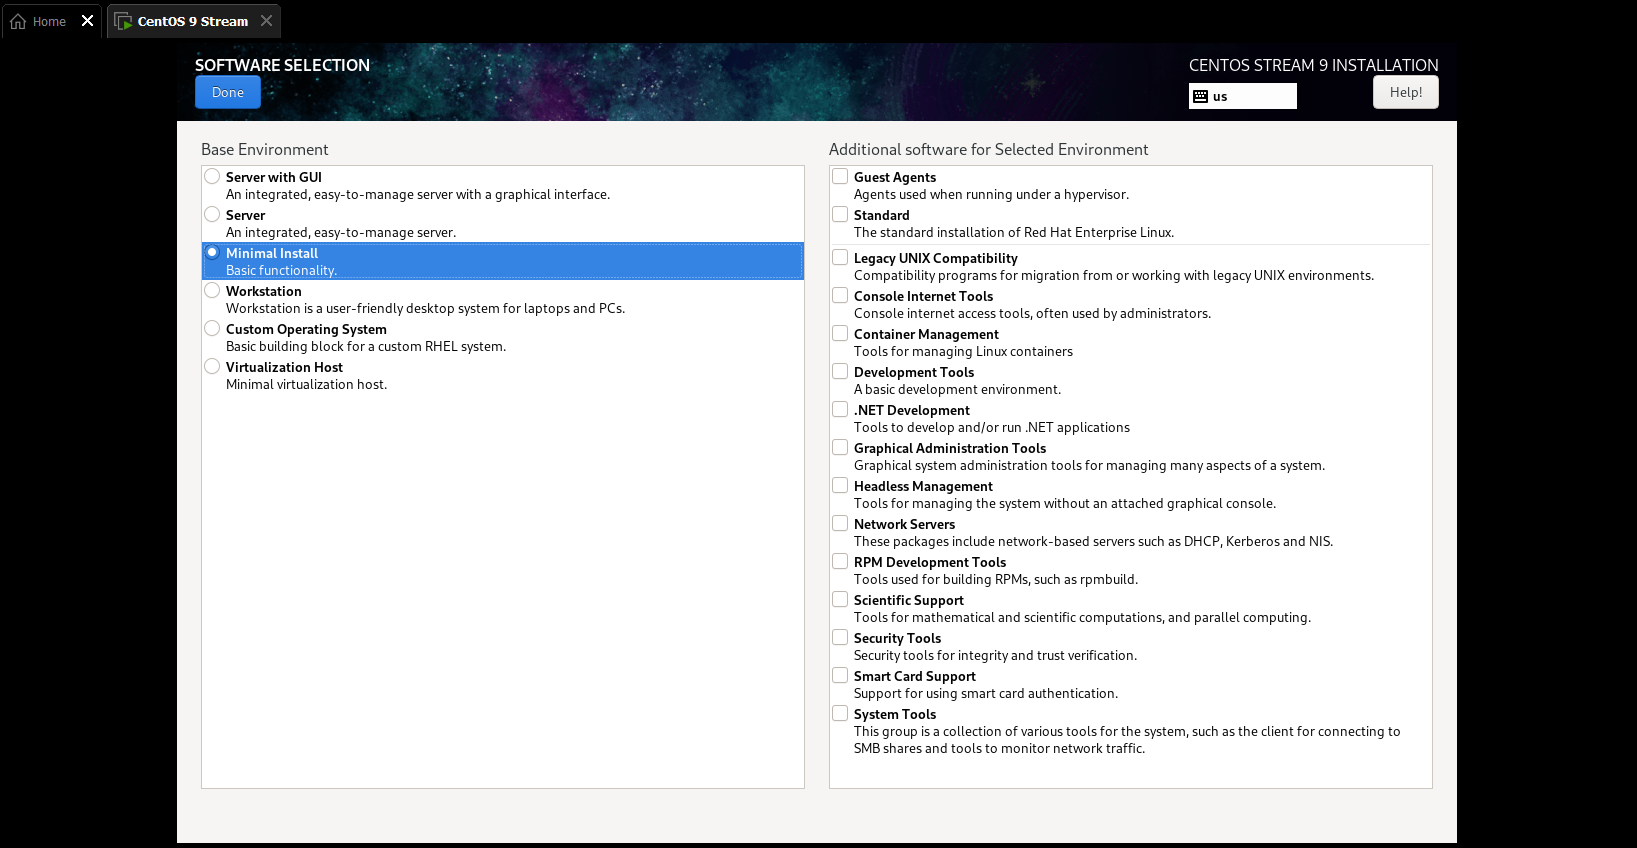 Home
CentOS 9 Stream
SOFTWARE SELECTION
CENTOS STREAM 9 INSTALLATION
Done
us
Help!
Base Environment
Server with GUI
An integrated, easy-to-manage server with a graphical interface.
Server
An integrated, easy-to-manage server.
Minimal Install
Basic functionality.
Workstation
Workstation is a user-friendly desktop system for laptops and PCs.
Custom Operating System
Basic building block for a custom RHEL system.
Virtualization Host
Minimal virtualization host.
Additional software for Selected Environment
Guest Agents
Agents used when running under a hypervisor.
Standard
The standard installation of Red Hat Enterprise Linux.
Legacy UNIX Compatibility
Compatibility programs for migration from or working with legacy UNIX environments.
Console Internet Tools
Console internet access tools, often used by administrators.
Container Management
Tools for managing Linux containers
Development Tools
A basic development environment.
.NET Development
Tools to develop and/or run .NET applications
Graphical Administration Tools
Graphical system administration tools for managing many aspects of a system.
Headless Management
Tools for managing the system without an attached graphical console.
Network Servers
These packages include network-based servers such as DHCP, Kerberos and NIS.
RPM Development Tools
Tools used for building RPMs, such as rpmbuild.
Scientific Support
Tools for mathematical and scientific computations, and parallel computing.
Security Tools
Security tools for integrity and trust verification.
Smart Card Support
Support for using smart card authentication.
System Tools
This group is a collection of various tools for the system, such as the client for connecting to
SMB shares and tools to monitor network traffic.